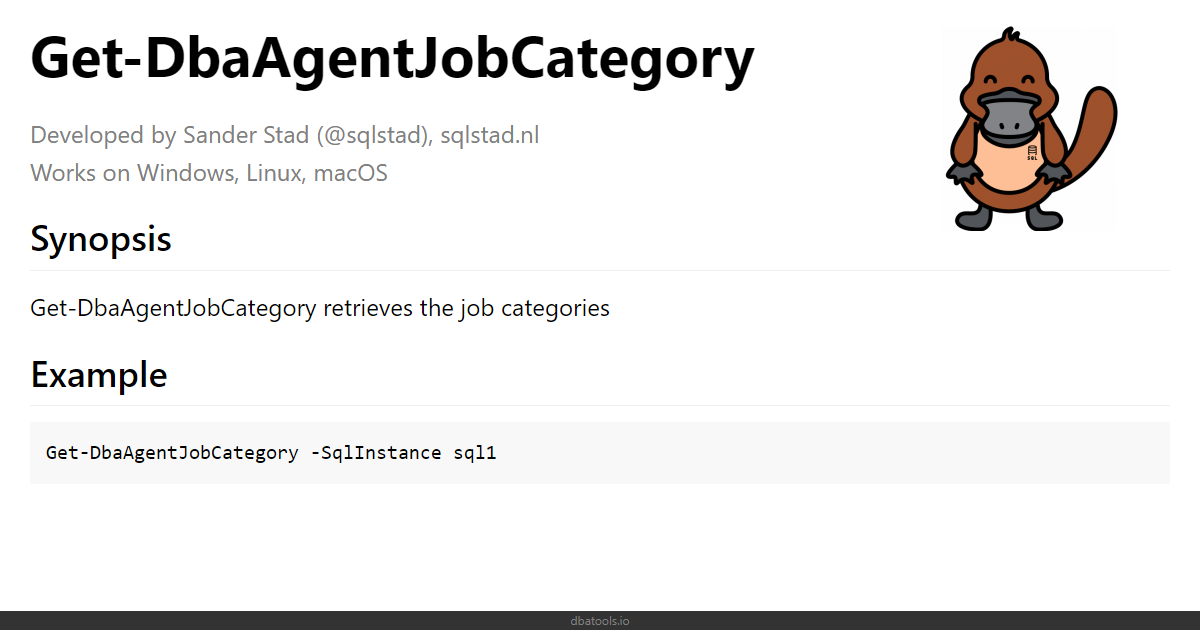 Get-DbaAgentJobCategory
Developed by Sander Stad (@sqlstad), sqlstad.nl
Works on Windows, Linux, macOS
SQL
Synopsis
Get-DbaAgentJobCategory retrieves the job categories
Example
Get-DbaAgentJobCategory -SqlInstance sql1
dbatools.io